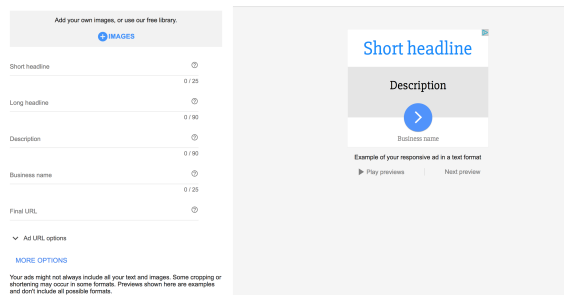 Add your own images, or use our free library.
IMAGES
Short headline
0 / 25
Long headline
0 / 90
Description
0 / 90
Business name
0 / 25
Final URL
Ad URL options
MORE OPTIONS
Your ads might not always include all your text and images. Some cropping or
shortening may occur in some formats. Previews shown here are examples
and don't include all possible formats.
Short headline
Description
Business name
Example of your responsive ad in a text format
Play previews
Next preview